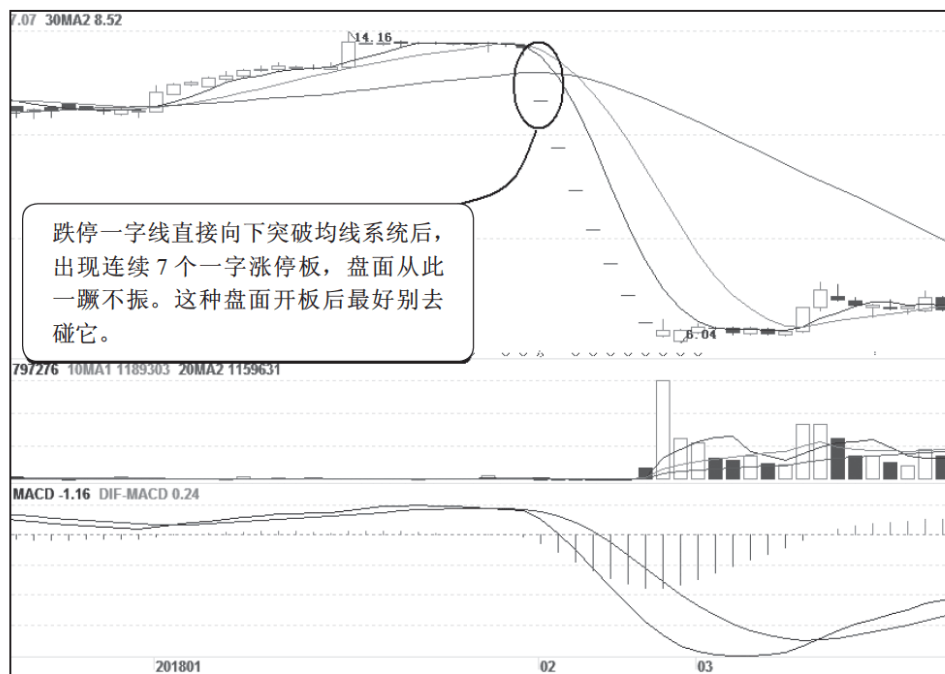 7.07 30MA2 8.52
14.16
跌停一字线直接向下突破均线系统后，
出现连续 7 个一字涨停板，盘面从此
一蹶不振。这种盘面开板后最好别去
碰它。
6.04
797276 10MA1 1189303 20MA2 1159631
MACD -1.16 DIF-MACD 0.24
201801 02 03